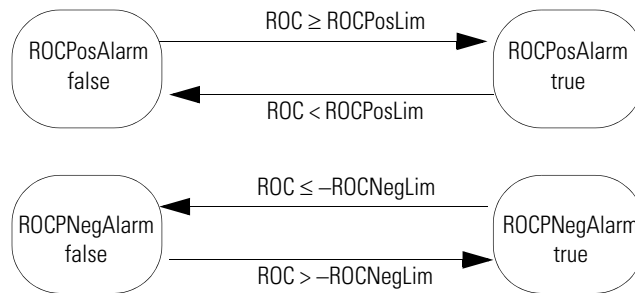 ROC ≥ ROCPosLim
ROCPosAlarm
false
ROCPosAlarm
true
ROC < ROCPosLim
ROC ≤ –ROCNegLim
ROCPNegAlarm
false
ROCPNegAlarm
true
ROC > –ROCNegLim